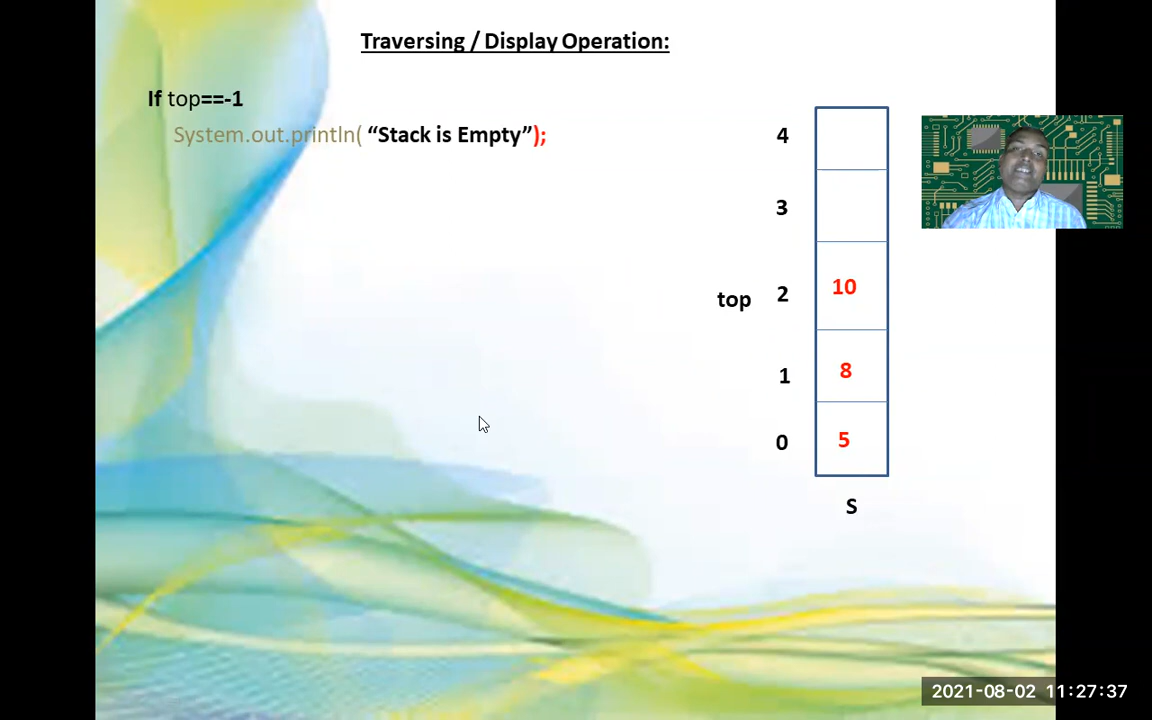 Traversing / Display Operation:
If top==-1
System.out.println( “Stack is Empty”);
4
3
top 2 10
1 8
0 5
S
2021-08-02 11:27:37